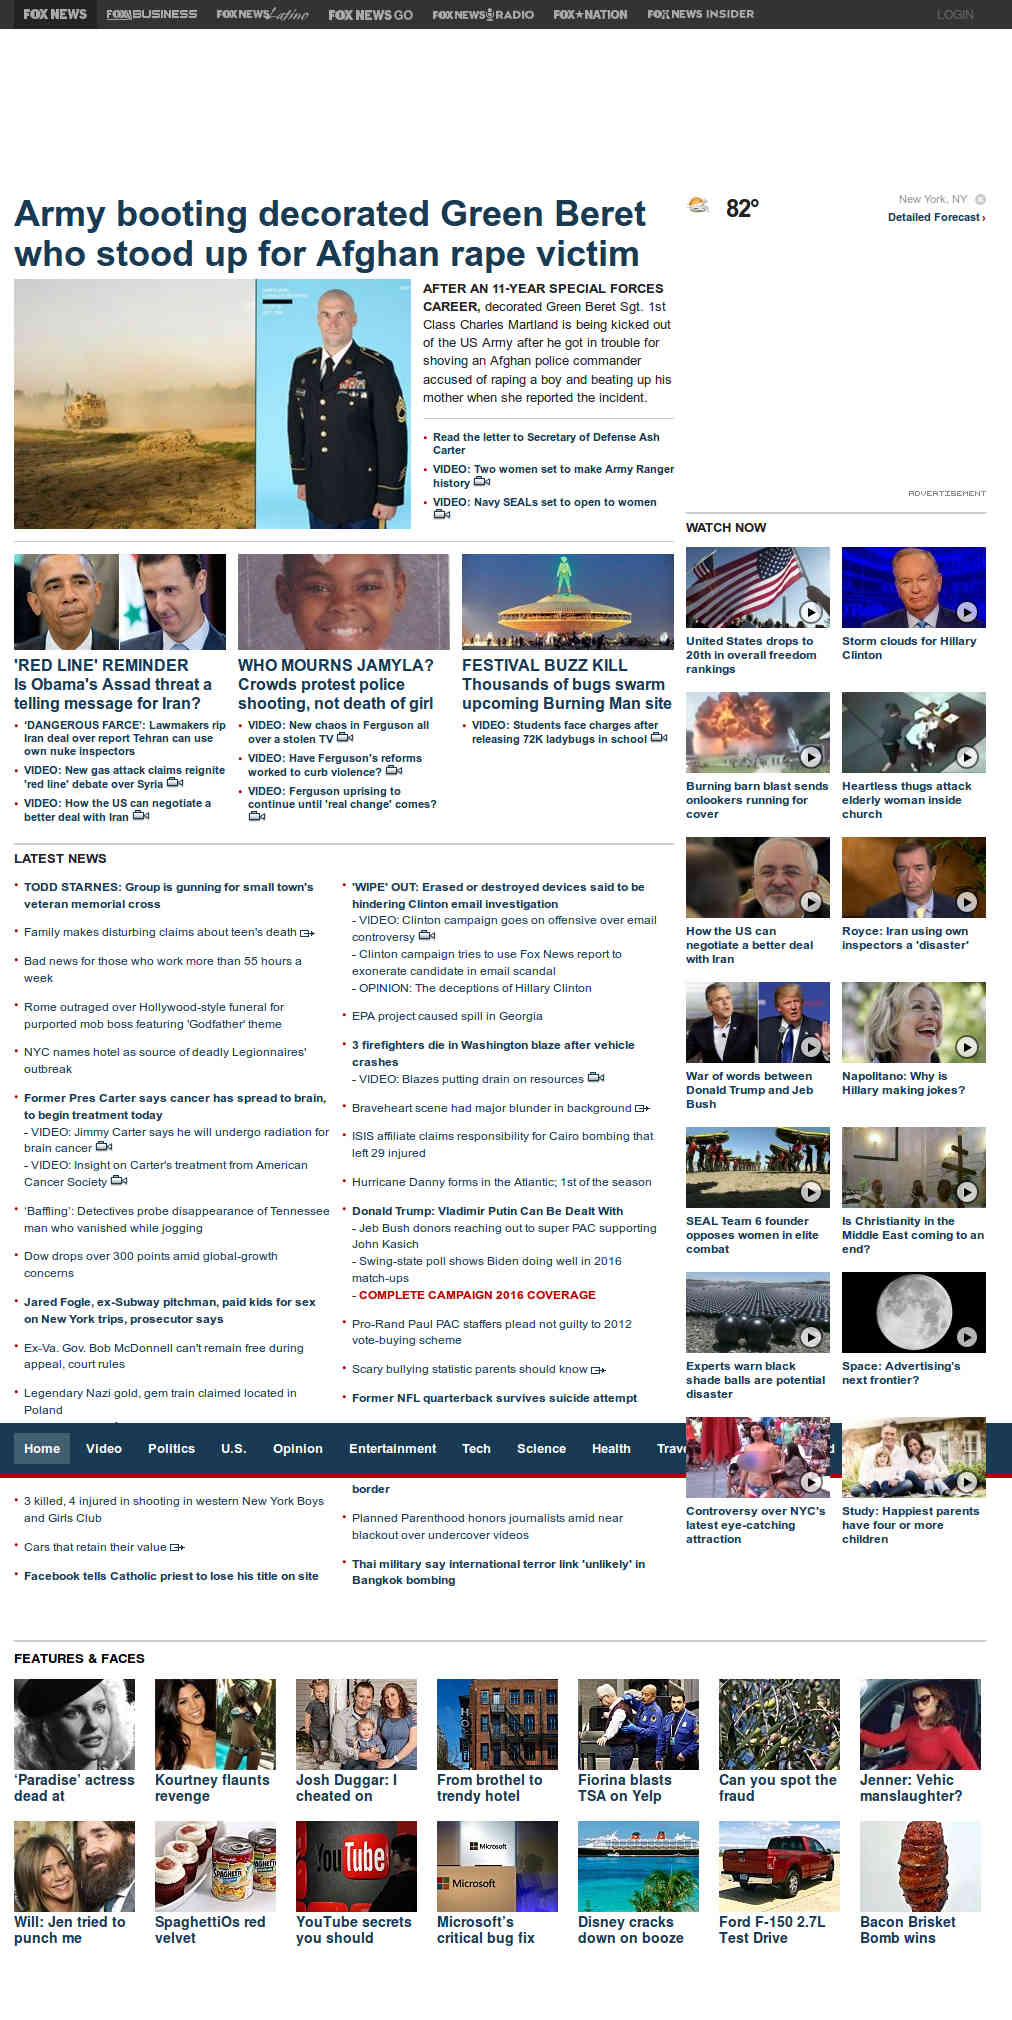 FOX NEWS
FOX BUSINESS
FOX NEWS Latino
FOX NEWS GO
FOX NEWS RADIO
FOX★NATION
FOX NEWS INSIDER
LOGIN
Army booting decorated Green Beret
who stood up for Afghan rape victim
82°
New York, NY
Detailed Forecast ›
AFTER AN 11-YEAR SPECIAL FORCES
CAREER, decorated Green Beret Sgt. 1st
Class Charles Martland is being kicked out
of the US Army after he got in trouble for
shoving an Afghan police commander
accused of raping a boy and beating up his
mother when she reported the incident.
Read the letter to Secretary of Defense Ash
Carter
VIDEO: Two women set to make Army Ranger
history
VIDEO: Navy SEALs set to open to women
ADVERTISEMENT
'RED LINE' REMINDER
Is Obama's Assad threat a
telling message for Iran?
'DANGEROUS FARCE': Lawmakers rip
Iran deal over report Tehran can use
own nuke inspectors
VIDEO: New gas attack claims reignite
'red line' debate over Syria
VIDEO: How the US can negotiate a
better deal with Iran
WHO MOURNS JAMYLA?
Crowds protest police
shooting, not death of girl
VIDEO: New chaos in Ferguson all
over a stolen TV
VIDEO: Have Ferguson's reforms
worked to curb violence?
VIDEO: Ferguson uprising to
continue until 'real change' comes?
FESTIVAL BUZZ KILL
Thousands of bugs swarm
upcoming Burning Man site
VIDEO: Students face charges after
releasing 72K ladybugs in school
LATEST NEWS
TODD STARNES: Group is gunning for small town's
veteran memorial cross
Family makes disturbing claims about teen's death
Bad news for those who work more than 55 hours a
week
Rome outraged over Hollywood-style funeral for
purported mob boss featuring 'Godfather' theme
NYC names hotel as source of deadly Legionnaires'
outbreak
Former Pres Carter says cancer has spread to brain,
to begin treatment today
- VIDEO: Jimmy Carter says he will undergo radiation for
brain cancer
- VIDEO: Insight on Carter's treatment from American
Cancer Society
'Baffling': Detectives probe disappearance of Tennessee
man who vanished while jogging
Dow drops over 300 points amid global-growth
concerns
Jared Fogle, ex-Subway pitchman, paid kids for sex
on New York trips, prosecutor says
Ex-Va. Gov. Bob McDonnell can't remain free during
appeal, court rules
Legendary Nazi gold, gem train claimed located in
Poland
'WIPE' OUT: Erased or destroyed devices said to be
hindering Clinton email investigation
- VIDEO: Clinton campaign goes on offensive over email
controversy
- Clinton campaign tries to use Fox News report to
exonerate candidate in email scandal
- OPINION: The deceptions of Hillary Clinton
EPA project caused spill in Georgia
3 firefighters die in Washington blaze after vehicle
crashes
- VIDEO: Blazes putting drain on resources
Braveheart scene had major blunder in background
ISIS affiliate claims responsibility for Cairo bombing that
left 29 injured
Hurricane Danny forms in the Atlantic; 1st of the season
Donald Trump: Vladimir Putin Can Be Dealt With
- Jeb Bush donors reaching out to super PAC supporting
John Kasich
- Swing-state poll shows Biden doing well in 2016
match-ups
- COMPLETE CAMPAIGN 2016 COVERAGE
Pro-Rand Paul PAC staffers plead not guilty to 2012
vote-buying scheme
Scary bullying statistic parents should know
Former NFL quarterback survives suicide attempt
Home Video Politics U.S. Opinion Entertainment Tech Science Health
3 killed, 4 injured in shooting in western New York Boys
and Girls Club
Cars that retain their value
Facebook tells Catholic priest to lose his title on site
border
Planned Parenthood honors journalists amid near
blackout over undercover videos
Thai military say international terror link 'unlikely' in
Bangkok bombing
WATCH NOW
United States drops to
20th in overall freedom
rankings
Storm clouds for Hillary
Clinton
Burning barn blast sends
onlookers running for
cover
Heartless thugs attack
elderly woman inside
church
How the US can
negotiate a better deal
with Iran
Royce: Iran using own
inspectors a 'disaster'
War of words between
Donald Trump and Jeb
Bush
Napolitano: Why is
Hillary making jokes?
SEAL Team 6 founder
opposes women in elite
combat
Is Christianity in the
Middle East coming to an
end?
Experts warn black
shade balls are potential
disaster
Space: Advertising's
next frontier?
Controversy over NYC's
latest eye-catching
attraction
Study: Happiest parents
have four or more
children
FEATURES & FACES
'Paradise' actress
dead at
Kourtney flaunts
revenge
Josh Duggar: I
cheated on
From brothel to
trendy hotel
Fiorina blasts
TSA on Yelp
Can you spot the
fraud
Jenner: Vehic
manslaughter?
SPAGHETTI
YouTube
Microsoft
Microsoft
Will: Jen tried to
punch me
SpaghettiOs red
velvet
YouTube secrets
you should
Microsoft's
critical bug fix
Disney cracks
down on booze
Ford F-150 2.7L
Test Drive
Bacon Brisket
Bomb wins